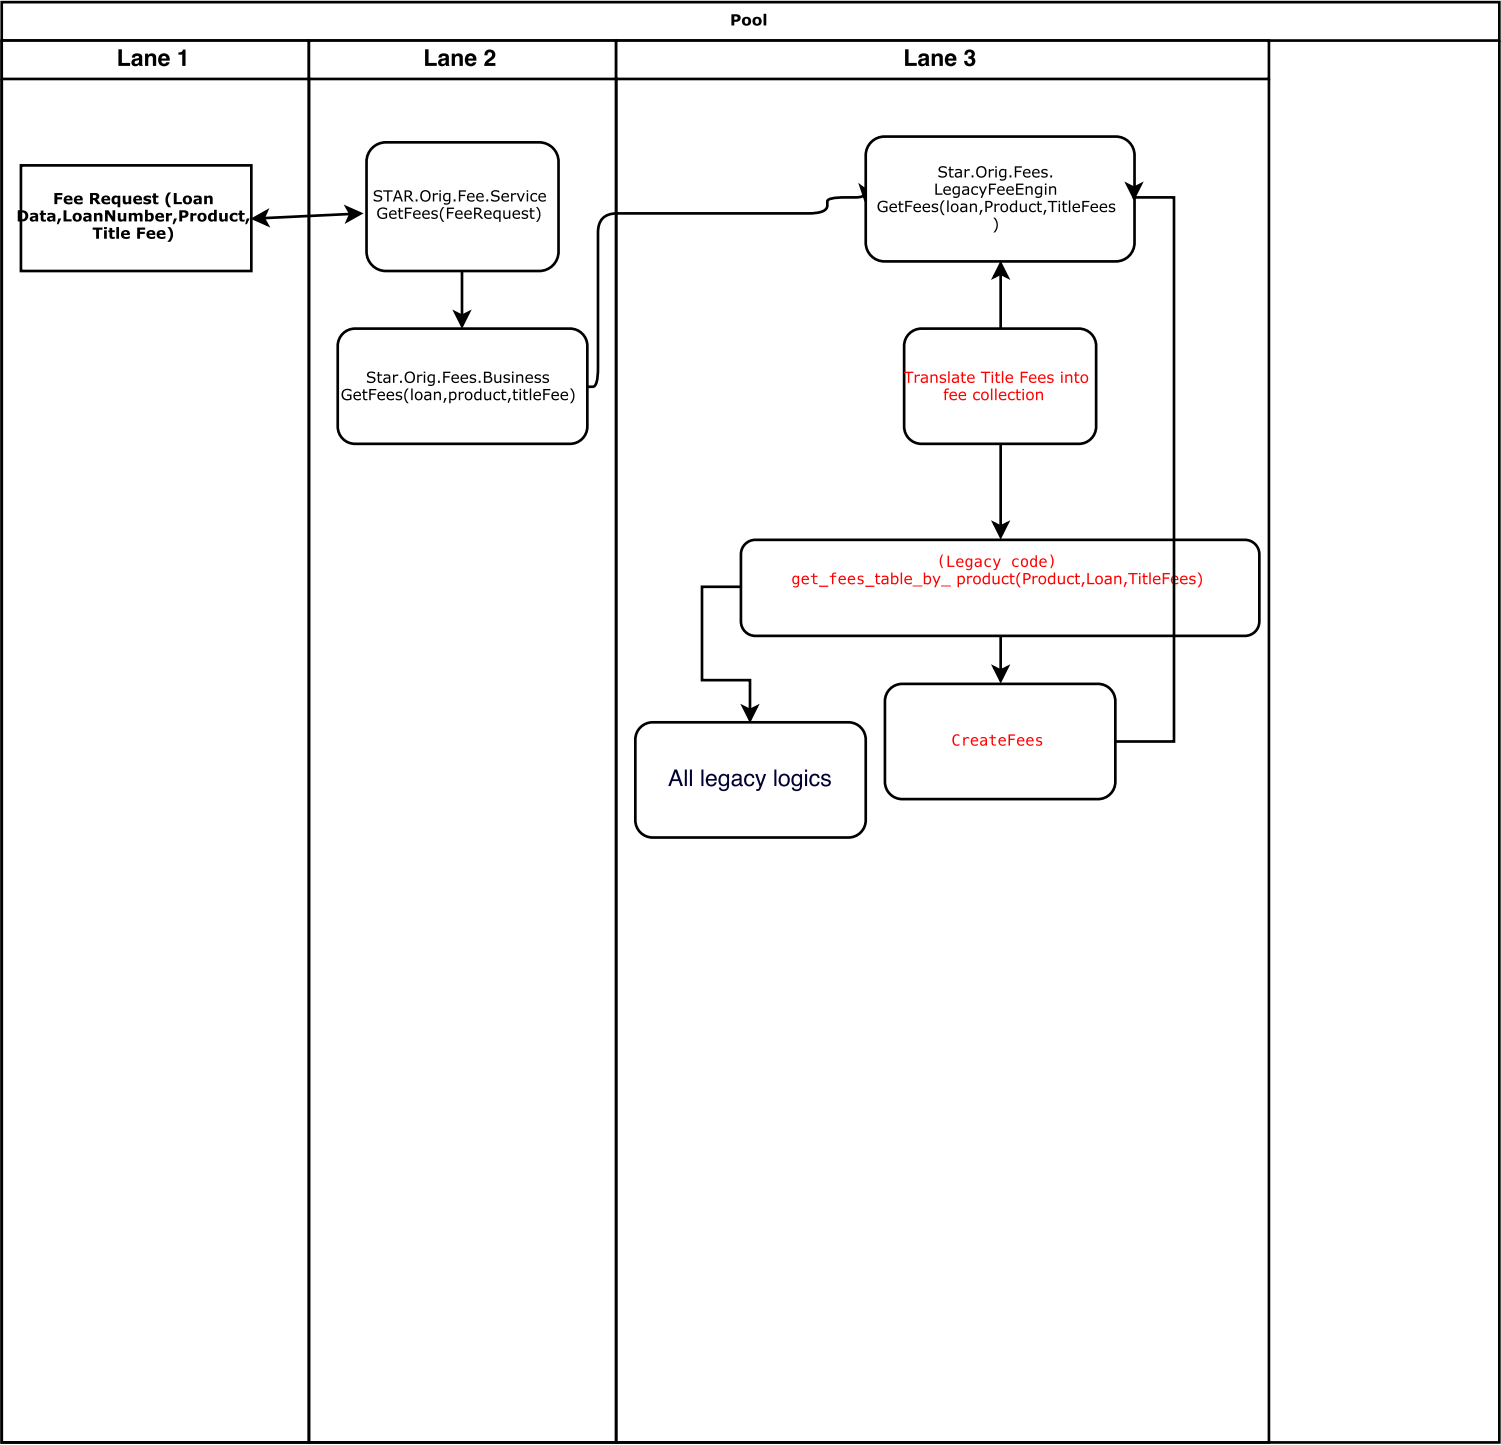 Pool
Lane 1
Lane 2
Lane 3
Fee Request (Loan
Data,LoanNumber,Product,
Title Fee)
STAR.Orig.Fee.Service
GetFees(FeeRequest)
Star.Orig.Fees.Business
GetFees(loan,product,titleFee)
Star.Orig.Fees.
LegacyFeeEngin
GetFees(loan,Product,TitleFees
)
Translate Title Fees into
fee collection
(Legacy code)
get_fees_table_by_ product(Product,Loan,TitleFees)
All legacy logics
CreateFees